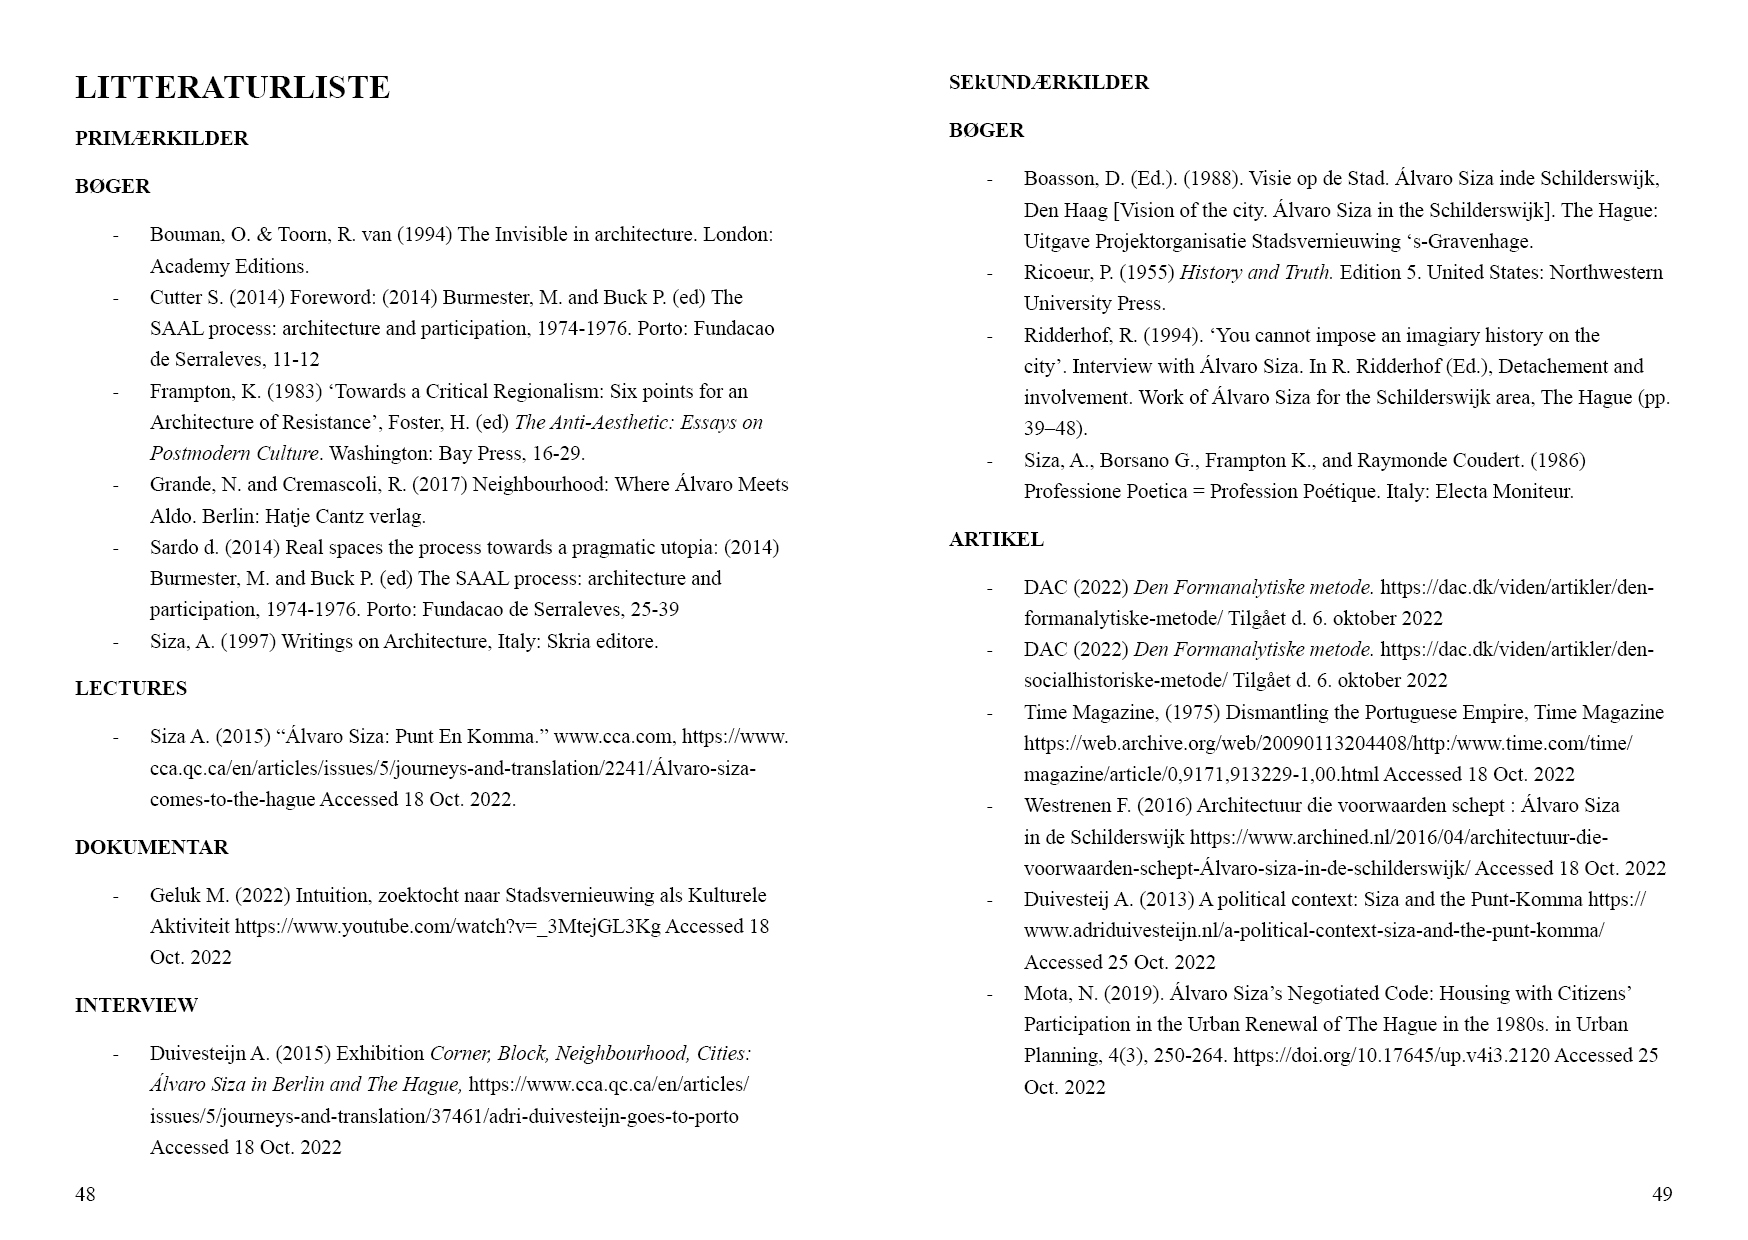 LITTERATURLISTE
PRIMÆRKILDER
BØGER
- Bouman, O. & Toorn, R. van (1994) The Invisible in architecture. London:
Academy Editions.
- Cutter S. (2014) Foreword: (2014) Burmester, M. and Buck P. (ed) The
SAAL process: architecture and participation, 1974-1976. Porto: Fundacao
de Serraleves, 11-12
- Frampton, K. (1983) ‘Towards a Critical Regionalism: Six points for an
Architecture of Resistance’, Foster, H. (ed) The Anti-Aesthetic: Essays on
Postmodern Culture. Washington: Bay Press, 16-29.
- Grande, N. and Cremascoli, R. (2017) Neighbourhood: Where Álvaro Meets
Aldo. Berlin: Hatje Cantz verlag.
- Sardo d. (2014) Real spaces the process towards a pragmatic utopia: (2014)
Burmester, M. and Buck P. (ed) The SAAL process: architecture and
participation, 1974-1976. Porto: Fundacao de Serraleves, 25-39
- Siza, A. (1997) Writings on Architecture, Italy: Skria editore.
LECTURES
- Siza A. (2015) “Álvaro Siza: Punt En Komma.” www.cca.com, https://www.
cca.qc.ca/en/articles/issues/5/journeys-and-translation/2241/Álvaro-siza-
comes-to-the-hague Accessed 18 Oct. 2022.
DOKUMENTAR
- Geluk M. (2022) Intuition, zoektocht naar Stadsvernieuwing als Kulturele
Aktiviteit https://www.youtube.com/watch?v=_3MtejGL3Kg Accessed 18
Oct. 2022
INTERVIEW
- Duivesteijn A. (2015) Exhibition Corner, Block, Neighbourhood, Cities:
Álvaro Siza in Berlin and The Hague, https://www.cca.qc.ca/en/articles/
issues/5/journeys-and-translation/37461/adri-duivesteijn-goes-to-porto
Accessed 18 Oct. 2022
48
SEkUNDÆRKILDER
BØGER
- Boasson, D. (Ed.). (1988). Visie op de Stad. Álvaro Siza inde Schilderswijk,
Den Haag [Vision of the city. Álvaro Siza in the Schilderswijk]. The Hague:
Uitgave Projektorganisatie Stadsvernieuwing ‘s-Gravenhage.
- Ricoeur, P. (1955) History and Truth. Edition 5. United States: Northwestern
University Press.
- Ridderhof, R. (1994). ‘You cannot impose an imagiary history on the
city’. Interview with Álvaro Siza. In R. Ridderhof (Ed.), Detachement and
involvement. Work of Álvaro Siza for the Schilderswijk area, The Hague (pp.
39–48).
- Siza, A., Borsano G., Frampton K., and Raymonde Coudert. (1986)
Professione Poetica = Profession Poétique. Italy: Electa Moniteur.
ARTIKEL
- DAC (2022) Den Formanalytiske metode. https://dac.dk/viden/artikler/den-
formanalytiske-metode/ Tilgået d. 6. oktober 2022
- DAC (2022) Den Formanalytiske metode. https://dac.dk/viden/artikler/den-
socialhistoriske-metode/ Tilgået d. 6. oktober 2022
- Time Magazine, (1975) Dismantling the Portuguese Empire, Time Magazine
https://web.archive.org/web/20090113204408/http:/www.time.com/time/
magazine/article/0,9171,913229-1,00.html Accessed 18 Oct. 2022
- Westrenen F. (2016) Architectuur die voorwaarden schept : Álvaro Siza
in de Schilderswijk https://www.archined.nl/2016/04/architectuur-die-
voorwaarden-schept-Álvaro-siza-in-de-schilderswijk/ Accessed 18 Oct. 2022
- Duivesteij A. (2013) A political context: Siza and the Punt-Komma https://
www.adriduivesteijn.nl/a-political-context-siza-and-the-punt-komma/
Accessed 25 Oct. 2022
- Mota, N. (2019). Álvaro Siza’s Negotiated Code: Housing with Citizens’
Participation in the Urban Renewal of The Hague in the 1980s. in Urban
Planning, 4(3), 250-264. https://doi.org/10.17645/up.v4i3.2120 Accessed 25
Oct. 2022
49